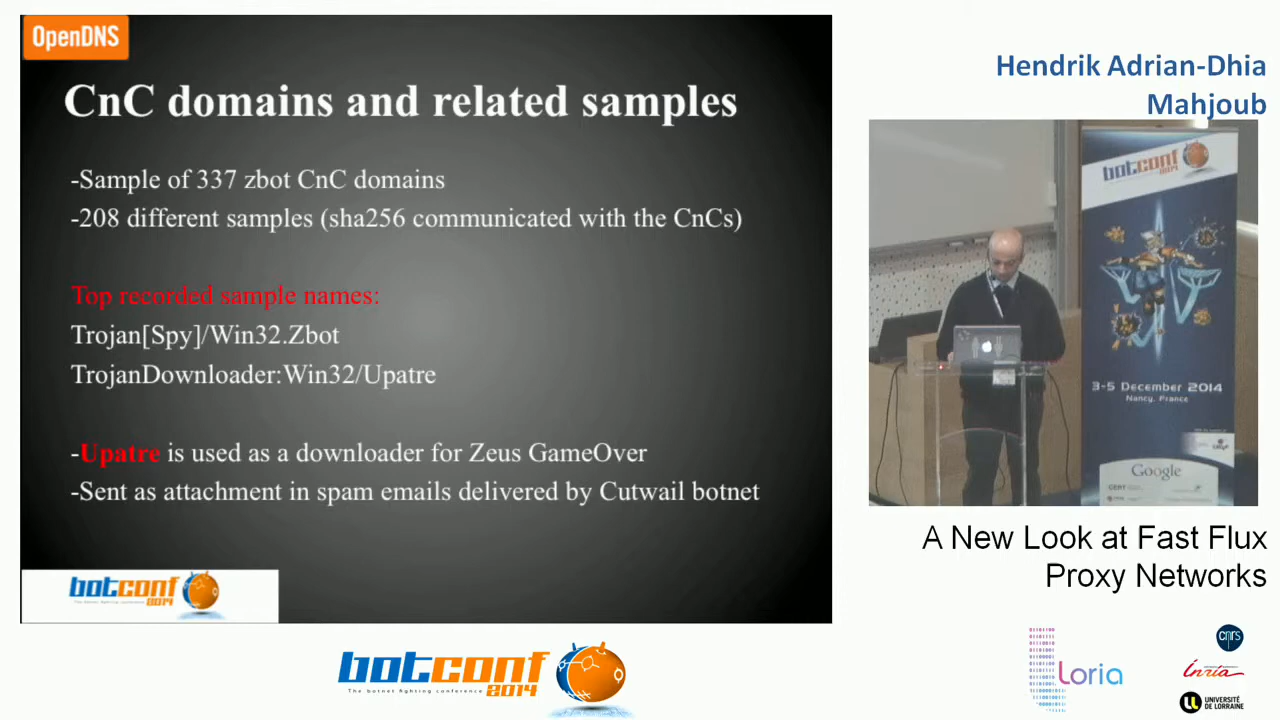 OpenDNS
CnC domains and related samples
-Sample of 337 zbot CnC domains
-208 different samples (sha256 communicated with the CnCs)
Top recorded sample names:
Trojan[Spy]/Win32.Zbot
TrojanDownloader:Win32/Upatre
-Upatre is used as a downloader for Zeus GameOver
-Sent as attachment in spam emails delivered by Cutwail botnet
botconf
2014
botconf
The botnet fighting conference 2014
Hendrik Adrian-Dhia
Mahjoub
botconf
2014
3-5 December 2014
Nancy, France
Google
A New Look at Fast Flux
Proxy Networks
Loria
cnrs
Inria
UNIVERSITÉ
DE LORRAINE